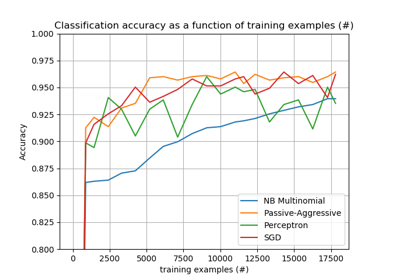 Classification accuracy as a function of training examples (#)
1.000
0.975
0.950
0.925
0.900
0.875
0.850
0.825
0.800
Accuracy
NB Multinomial
Passive-Aggressive
Perceptron
SGD
0 2500 5000 7500 10000 12500 15000 17500
training examples (#)